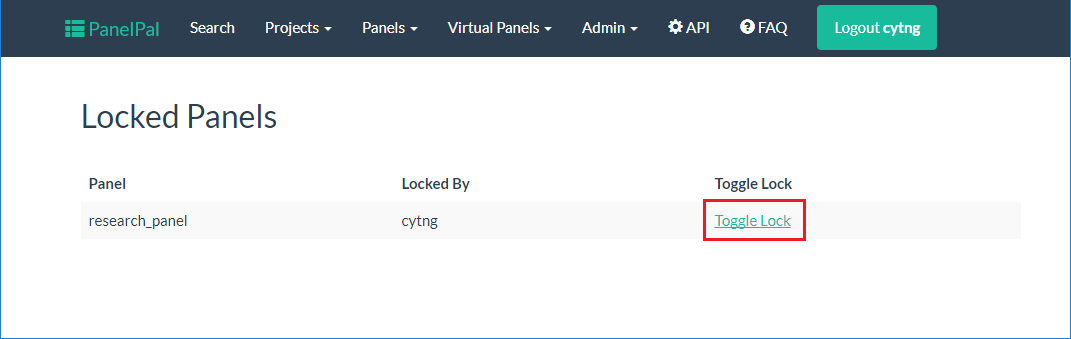 PanelPal Search Projects Panels Virtual Panels Admin API FAQ Logout cytng
Locked Panels
Panel Locked By Toggle Lock
research_panel cytng Toggle Lock